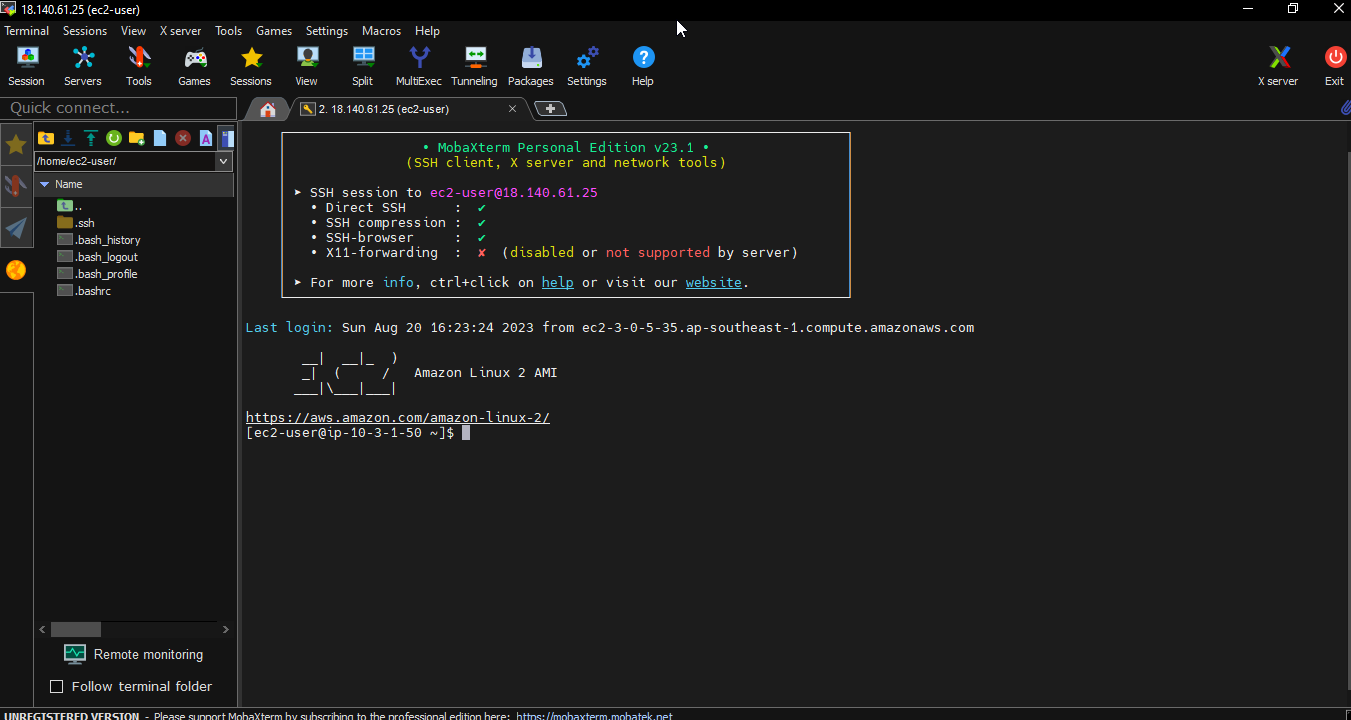 18.140.61.25 (ec2-user)
Terminal Sessions View X server Tools Games Settings Macros Help
Session Servers Tools Games Sessions View Split MultiExec Tunneling Packages Settings Help X server Exit
Quick connect...
2. 18.140.61.25 (ec2-user)
/home/ec2-user/
Name
..
.ssh
.bash_history
.bash_logout
.bash_profile
.bashrc
Remote monitoring
Follow terminal folder
• MobaXterm Personal Edition v23.1 •
(SSH client, X server and network tools)
➤ SSH session to ec2-user@18.140.61.25
• Direct SSH : ✔
• SSH compression : ✔
• SSH-browser : ✔
• X11-forwarding : ✘ (disabled or not supported by server)
➤ For more info, ctrl+click on help or visit our website.
Last login: Sun Aug 20 16:23:24 2023 from ec2-3-0-5-35.ap-southeast-1.compute.amazonaws.com
__| __|_ )
_| ( / Amazon Linux 2 AMI
___|\___|___|
https://aws.amazon.com/amazon-linux-2/
[ec2-user@ip-10-3-1-50 ~]$
UNREGISTERED VERSION - Please support MobaXterm by subscribing to the professional edition here: https://mobaxterm.mobatek.net